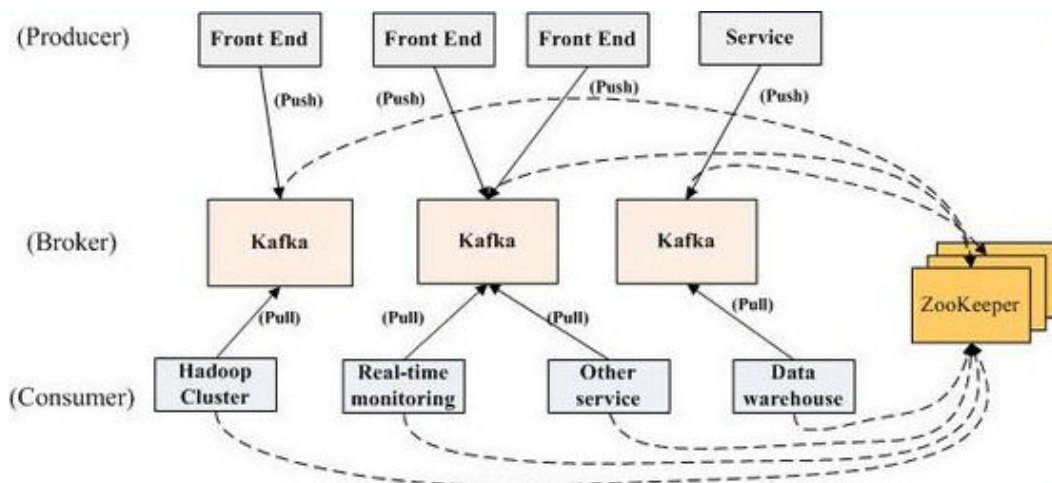 (Producer)
Front End
Front End
Front End
Service
(Push)
(Push)
(Push)
(Push)
(Broker)
Kafka
Kafka
Kafka
ZooKeeper
(Pull)
(Pull)
(Pull)
(Pull)
(Consumer)
Hadoop
Cluster
Real-time
monitoring
Other
service
Data
warehouse